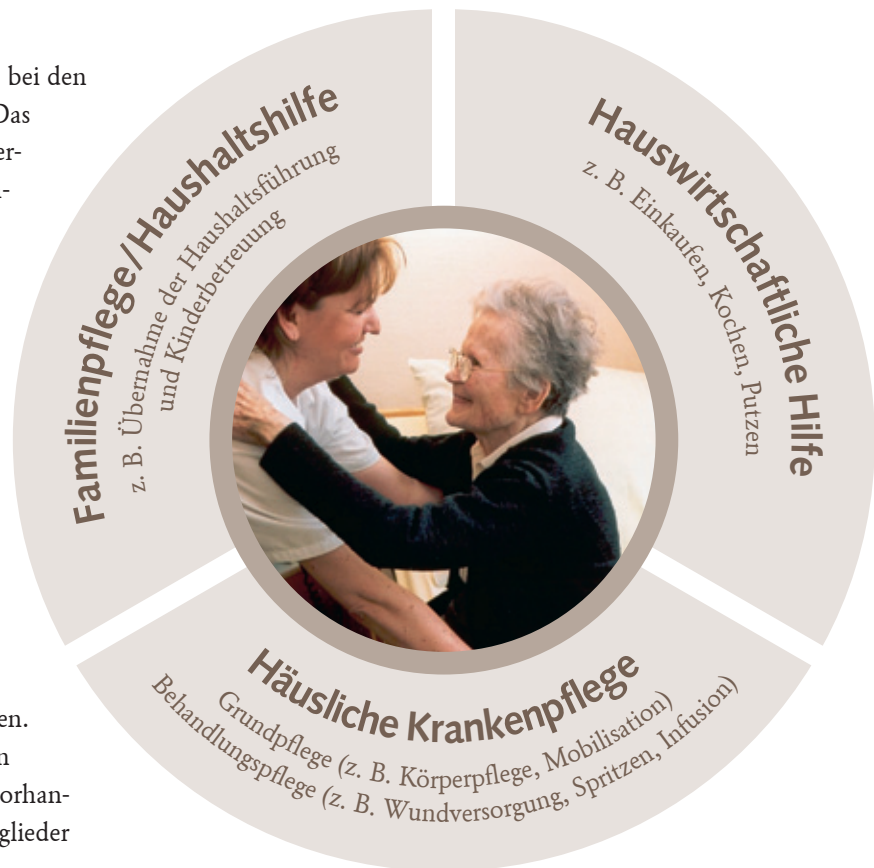 bei den
Das
er-
Familienpflege/Haushaltshilfe
z. B. Übernahme der Haushaltsführung
und Kinderbetreuung
Hauswirtschaftliche Hilfe
z. B. Einkaufen, Kochen, Putzen
Häusliche Krankenpflege
Grundpflege (z. B. Körperpflege, Mobilisation)
Behandlungspflege (z. B. Wundversorgung, Spritzen, Infusion)
en.
orhan-
glieder